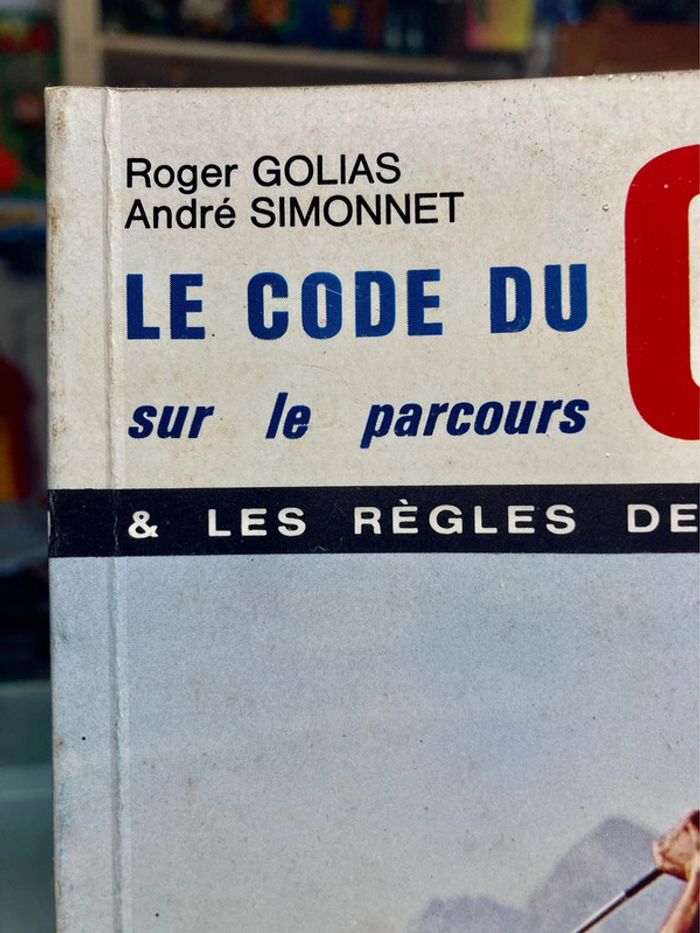 Roger GOLIAS
André SIMONNET
LE CODE DU
sur le parcours
& LES RÈGLES DE